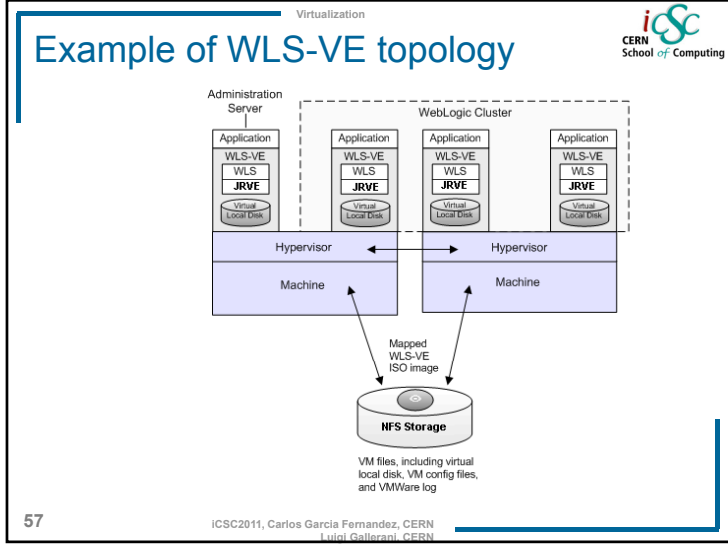 Virtualization
iCSC
CERN
School of Computing
Example of WLS-VE topology
Administration
Server
WebLogic Cluster
Application
WLS-VE
WLS
JRVE
Virtual
Local Disk
Application
WLS-VE
WLS
JRVE
Virtual
Local Disk
Application
WLS-VE
WLS
JRVE
Virtual
Local Disk
Application
WLS-VE
WLS
JRVE
Virtual
Local Disk
Hypervisor
Hypervisor
Machine
Machine
Mapped
WLS-VE
ISO image
NFS Storage
VM files, including virtual
local disk, VM config files,
and VMWare log
57
iCSC2011, Carlos Garcia Fernandez, CERN
Luigi Gallerani, CERN